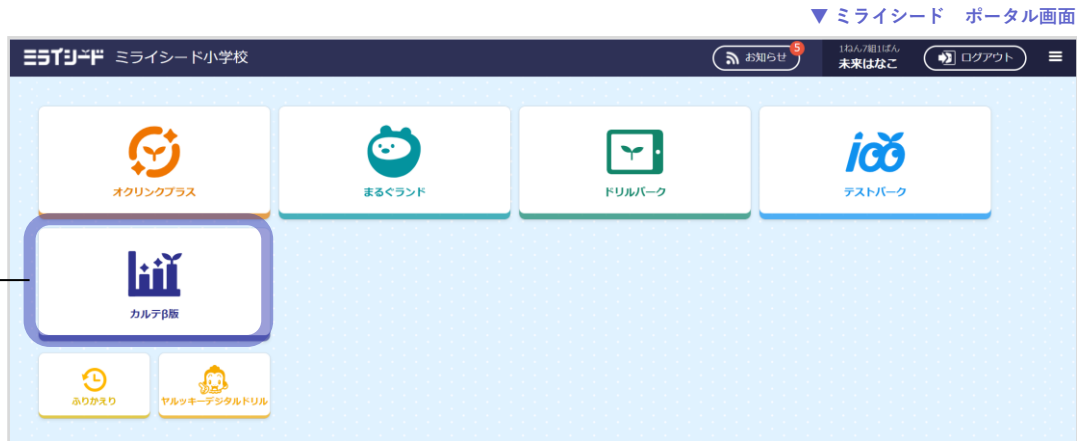 ▼ ミライシード　ポータル画面
ミライシード ミライシード小学校
お知らせ 5
1ねん7組1ばん
未来はなこ
ログアウト
オクリンクプラス
まるぐランド
ドリルパーク
100
テストパーク
カルテβ版
ふりかえり
ヤルッキーデジタルドリル